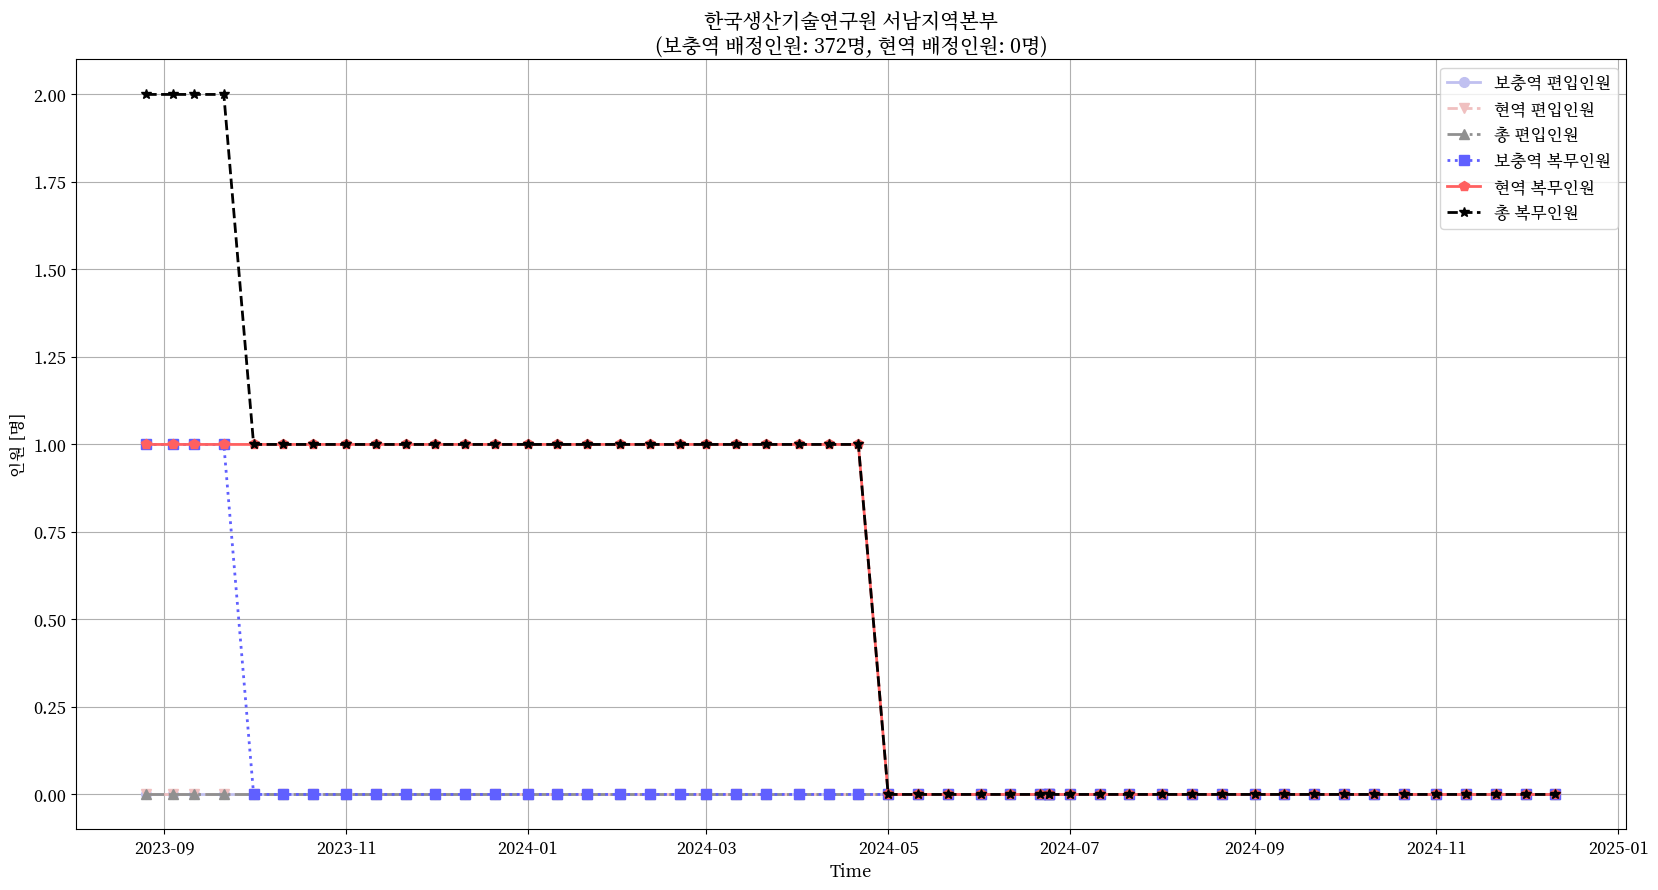 한국생산기술연구원 서남지역본부
(보충역 배정인원: 372명, 현역 배정인원: 0명)
보충역 편입인원
현역 편입인원
총 편입인원
보충역 복무인원
현역 복무인원
총 복무인원
인원 [명]
2.00
1.75
1.50
1.25
1.00
0.75
0.50
0.25
0.00
2023-09
2023-11
2024-01
2024-03
2024-05
2024-07
2024-09
2024-11
2025-01
Time